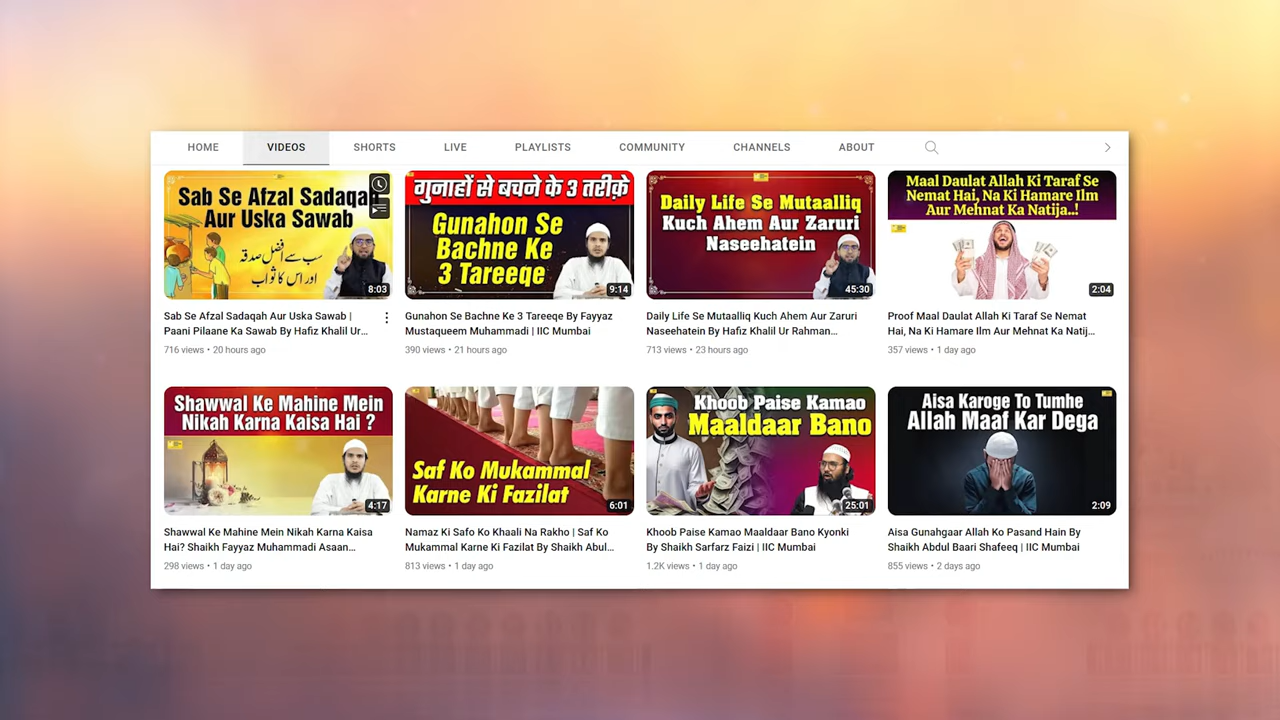 HOME VIDEOS SHORTS LIVE PLAYLISTS COMMUNITY CHANNELS ABOUT
Sab Se Afzal Sadaqah
Aur Uska Sawab
سب سے افضل صدقہ
اور اس کا ثواب
8:03
Sab Se Afzal Sadaqah Aur Uska Sawab |
Paani Pilaane Ka Sawab By Hafiz Khalil Ur...
716 views • 20 hours ago
गुनाहों से बचने के 3 तरीक़े
Gunahon Se
Bachne Ke
3 Tareeqe
9:14
Gunahon Se Bachne Ke 3 Tareeqe By Fayyaz
Mustaqueem Muhammadi | IIC Mumbai
390 views • 21 hours ago
Daily Life Se Mutaalliq
Kuch Ahem Aur Zaruri
Naseehatein
45:30
Daily Life Se Mutaalliq Kuch Ahem Aur Zaruri
Naseehatein By Hafiz Khalil Ur Rahman...
713 views • 23 hours ago
Maal Daulat Allah Ki Taraf Se
Nemat Hai, Na Ki Hamare Ilm
Aur Mehnat Ka Natija..!
2:04
Proof Maal Daulat Allah Ki Taraf Se Nemat
Hai, Na Ki Hamare Ilm Aur Mehnat Ka Natij...
357 views • 1 day ago
Shawwal Ke Mahine Mein
Nikah Karna Kaisa Hai ?
4:17
Shawwal Ke Mahine Mein Nikah Karna Kaisa
Hai? Shaikh Fayyaz Muhammadi Asaan...
298 views • 1 day ago
Saf Ko Mukammal
Karne Ki Fazilat
6:01
Namaz Ki Safo Ko Khaali Na Rakho | Saf Ko
Mukammal Karne Ki Fazilat By Shaikh Abul...
813 views • 1 day ago
Khoob Paise Kamao
Maaldaar Bano
25:01
Khoob Paise Kamao Maaldaar Bano Kyonki
By Shaikh Sarfarz Faizi | IIC Mumbai
1.2K views • 1 day ago
Aisa Karoge To Tumhe
Allah Maaf Kar Dega
2:09
Aisa Gunahgaar Allah Ko Pasand Hain By
Shaikh Abdul Baari Shafeeq | IIC Mumbai
855 views • 2 days ago